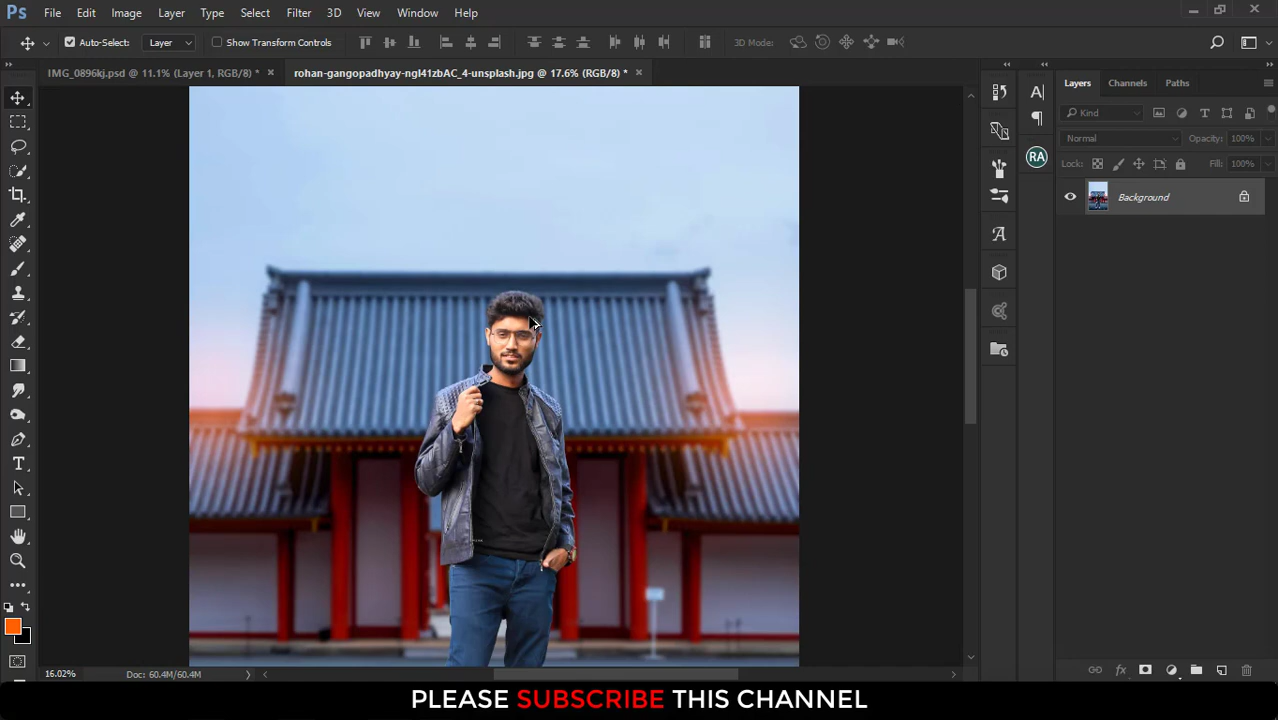 Ps File Edit Image Layer Type Select Filter 3D View Window Help
Auto-Select: Layer Show Transform Controls 3D Mode:
IMG_0896kj.psd @ 11.1% (Layer 1, RGB/8) * × rohan-gangopadhyay-ngl41zbAC_4-unsplash.jpg @ 17.6% (RGB/8) * ×
Layers Channels Paths
Kind
Normal Opacity: 100%
Lock: Fill: 100%
Background
RA
16.02% Doc: 60.4M/60.4M
PLEASE SUBSCRIBE THIS CHANNEL